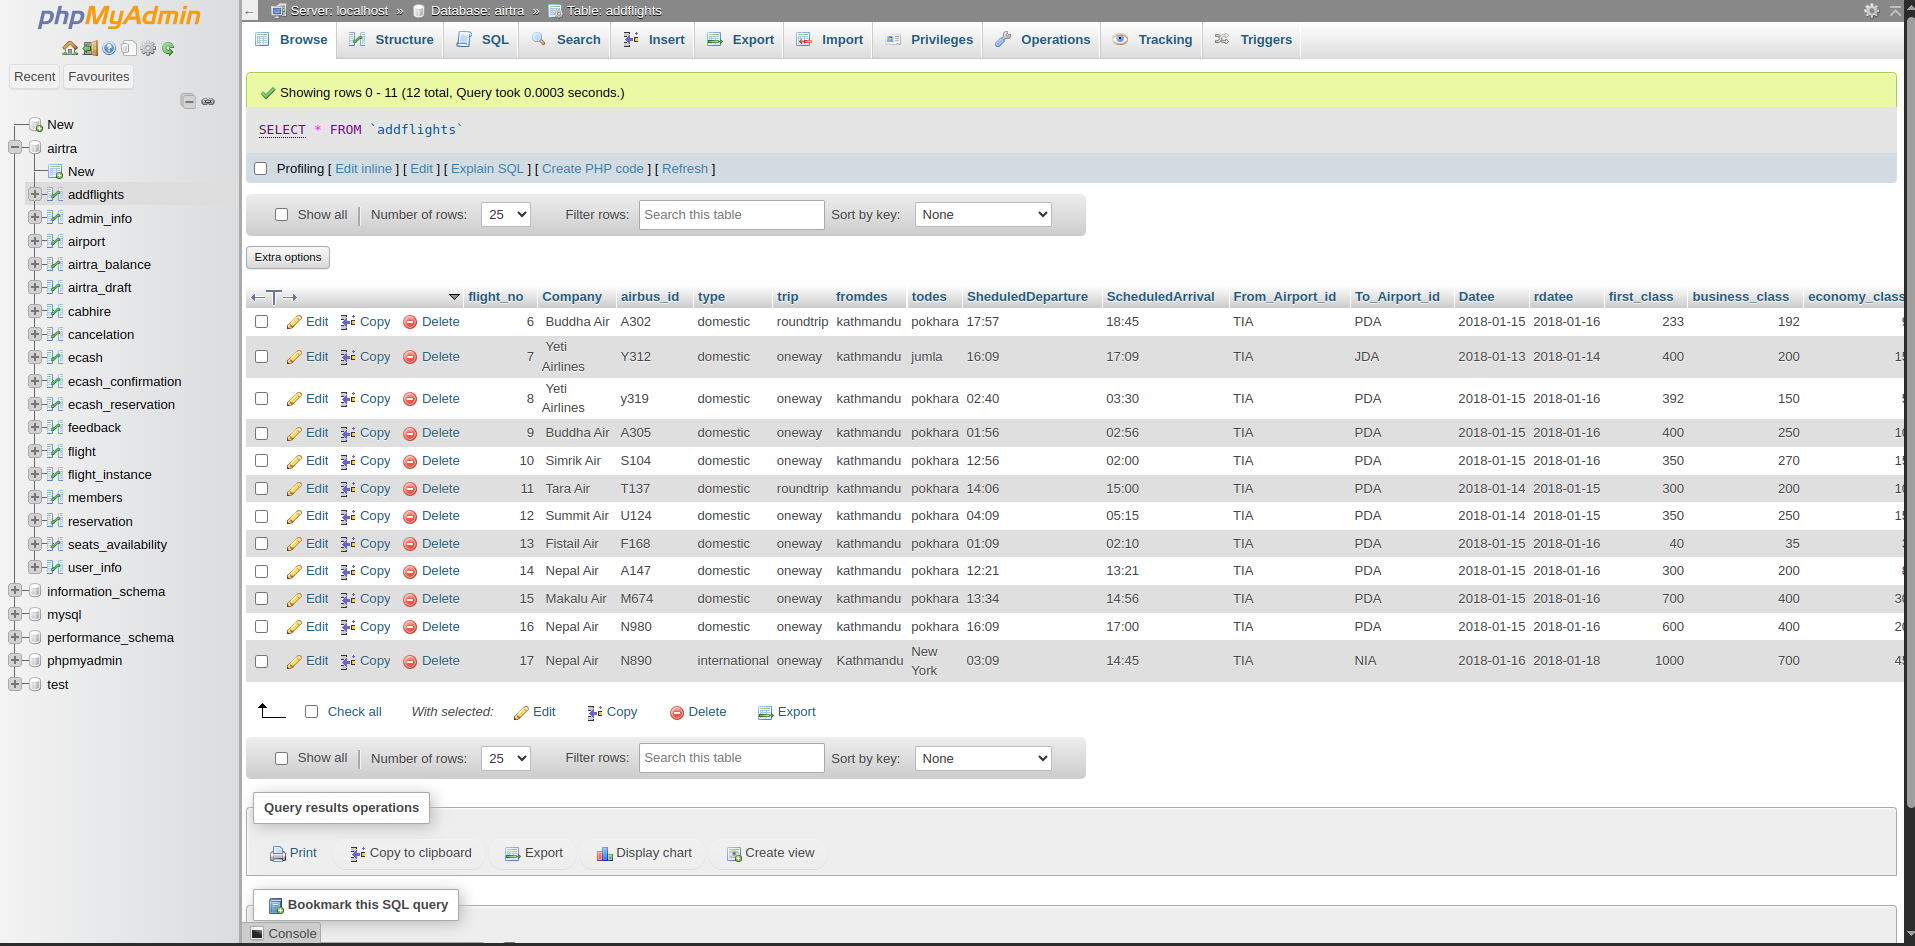 phpMyAdmin
Recent Favourites
New
airtra
New
addflights
admin_info
airport
airtra_balance
airtra_draft
cabhire
cancelation
ecash
ecash_confirmation
ecash_reservation
feedback
flight
flight_instance
members
reservation
seats_availability
user_info
information_schema
mysql
performance_schema
phpmyadmin
test
Server: localhost » Database: airtra » Table: addflights
Browse Structure SQL Search Insert Export Import Privileges Operations Tracking Triggers
Showing rows 0 - 11 (12 total, Query took 0.0003 seconds.)
SELECT * FROM `addflights`
Profiling [ Edit inline ] [ Edit ] [ Explain SQL ] [ Create PHP code ] [ Refresh ]
Show all Number of rows: 25 Filter rows: Search this table Sort by key: None
Extra options
flight_no Company airbus_id type trip fromdes todes SheduledDeparture ScheduledArrival From_Airport_id To_Airport_id Datee rdatee first_class business_class economy_class
Edit Copy Delete 6 Buddha Air A302 domestic roundtrip kathmandu pokhara 17:57 18:45 TIA PDA 2018-01-15 2018-01-16 233 192
Edit Copy Delete 7 Yeti Airlines Y312 domestic oneway kathmandu jumla 16:09 17:09 TIA JDA 2018-01-13 2018-01-14 400 200
Edit Copy Delete 8 Yeti Airlines y319 domestic oneway kathmandu pokhara 02:40 03:30 TIA PDA 2018-01-15 2018-01-16 392 150
Edit Copy Delete 9 Buddha Air A305 domestic oneway kathmandu pokhara 01:56 02:56 TIA PDA 2018-01-15 2018-01-16 400 250
Edit Copy Delete 10 Simrik Air S104 domestic oneway kathmandu pokhara 12:56 02:00 TIA PDA 2018-01-15 2018-01-16 350 270
Edit Copy Delete 11 Tara Air T137 domestic roundtrip kathmandu pokhara 14:06 15:00 TIA PDA 2018-01-14 2018-01-15 300 200
Edit Copy Delete 12 Summit Air U124 domestic oneway kathmandu pokhara 04:09 05:15 TIA PDA 2018-01-14 2018-01-15 350 250
Edit Copy Delete 13 Fistail Air F168 domestic oneway kathmandu pokhara 01:09 02:10 TIA PDA 2018-01-15 2018-01-16 40 35
Edit Copy Delete 14 Nepal Air A147 domestic oneway kathmandu pokhara 12:21 13:21 TIA PDA 2018-01-15 2018-01-16 300 200
Edit Copy Delete 15 Makalu Air M674 domestic oneway kathmandu pokhara 13:34 14:56 TIA PDA 2018-01-15 2018-01-16 700 400
Edit Copy Delete 16 Nepal Air N980 domestic oneway kathmandu pokhara 16:09 17:00 TIA PDA 2018-01-15 2018-01-16 600 400
Edit Copy Delete 17 Nepal Air N890 international oneway Kathmandu New York 03:09 14:45 TIA NIA 2018-01-16 2018-01-18 1000 700
Check all With selected: Edit Copy Delete Export
Show all Number of rows: 25 Filter rows: Search this table Sort by key: None
Query results operations
Print Copy to clipboard Export Display chart Create view
Bookmark this SQL query
Console